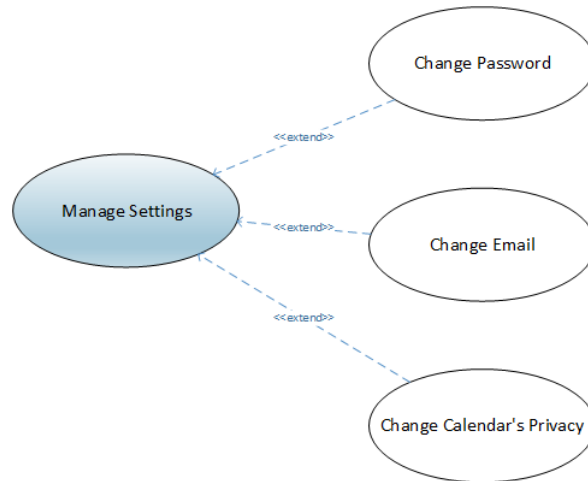 Change Password
<<extend>>
Manage Settings
<<extend>>
Change Email
<<extend>>
Change Calendar's Privacy